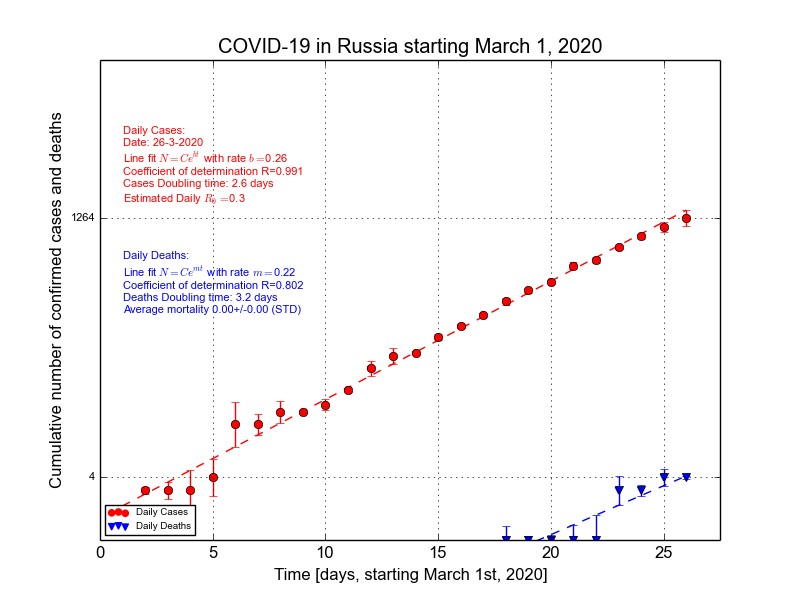 COVID-19 in Russia starting March 1, 2020
Cumulative number of confirmed cases and deaths
Daily Cases:
Date: 26-3-2020
Line fit N = Ce^{bt} with rate b = 0.26
Coefficient of determination R=0.991
Cases Doubling time: 2.6 days
Estimated Daily R_0 = 0.3
1264
Daily Deaths:
Line fit N = Ce^{mt} with rate m = 0.22
Coefficient of determination R=0.802
Deaths Doubling time: 3.2 days
Average mortality 0.00+/-0.00 (STD)
4
Daily Cases
Daily Deaths
0 5 10 15 20 25
Time [days, starting March 1st, 2020]